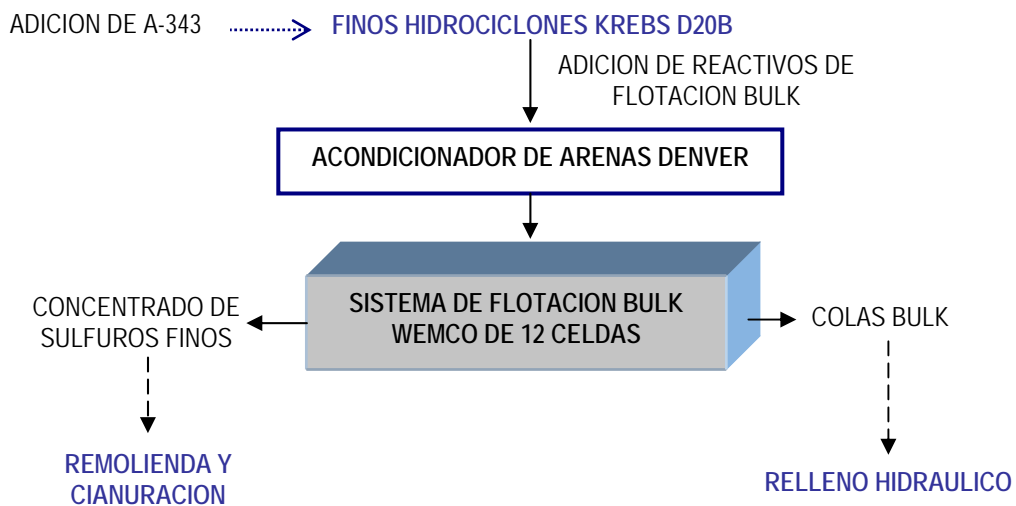 ADICION DE A-343
FINOS HIDROCICLONES KREBS D20B
ADICION DE REACTIVOS DE
FLOTACION BULK
ACONDICIONADOR DE ARENAS DENVER
SISTEMA DE FLOTACION BULK
WEMCO DE 12 CELDAS
CONCENTRADO DE
SULFUROS FINOS
COLAS BULK
REMOLIENDA Y
CIANURACION
RELLENO HIDRAULICO